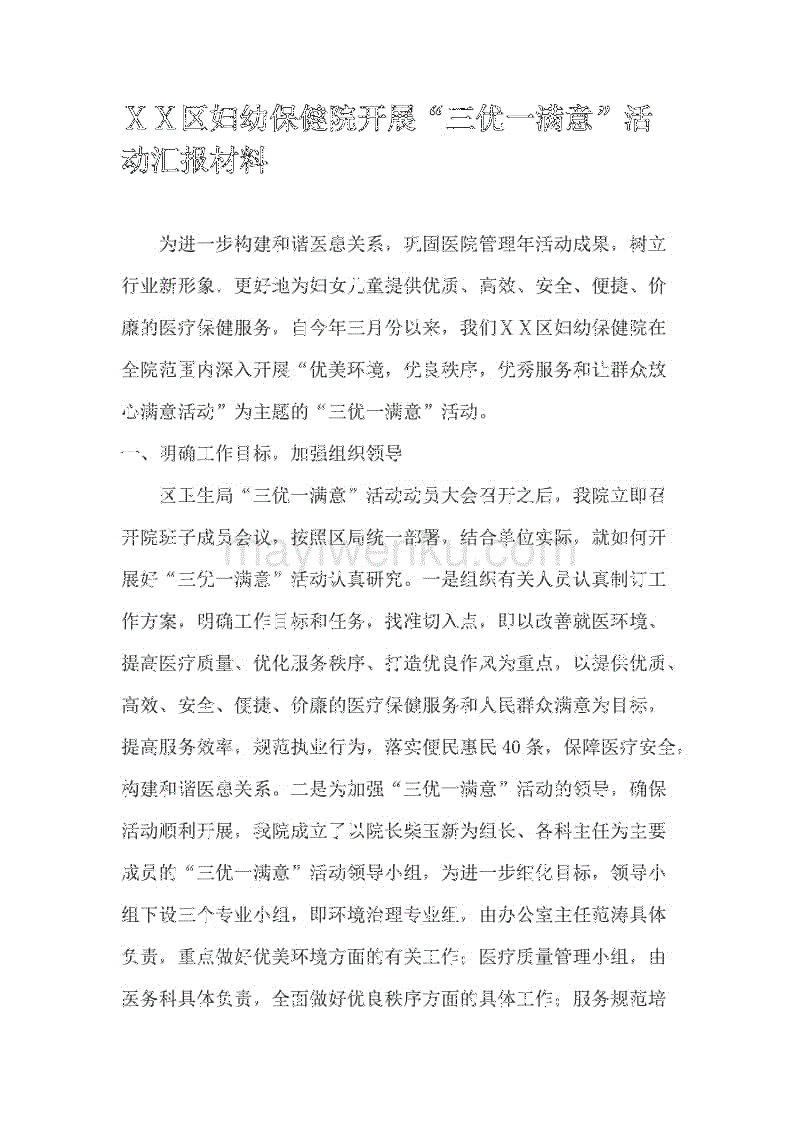 ＸＸ区妇幼保健院开展“三优一满意”活
动汇报材料
为进一步构建和谐医患关系，巩固医院管理年活动成果，树立
行业新形象，更好地为妇女儿童提供优质、高效、安全、便捷、价
廉的医疗保健服务，自今年三月份以来，我们ＸＸ区妇幼保健院在
全院范围内深入开展“优美环境，优良秩序，优秀服务和让群众放
心满意活动”为主题的“三优一满意”活动。
一、明确工作目标，加强组织领导
区卫生局“三优一满意”活动动员大会召开之后，我院立即召
开院班子成员会议，按照区局统一部署，结合单位实际，就如何开
展好“三优一满意”活动认真研究。一是组织有关人员认真制订工
作方案，明确工作目标和任务，找准切入点，即以改善就医环境、
提高医疗质量、优化服务秩序、打造优良作风为重点，以提供优质、
高效、安全、便捷、价廉的医疗保健服务和人民群众满意为目标，
提高服务效率，规范执业行为，落实便民惠民 40 条，保障医疗安全，
构建和谐医患关系。二是为加强“三优一满意”活动的领导，确保
活动顺利开展，我院成立了以院长柴玉新为组长、各科主任为主要
成员的“三优一满意”活动领导小组，为进一步细化目标，领导小
组下设三个专业小组，即环境治理专业组，由办公室主任范涛具体
负责，重点做好优美环境方面的有关工作；医疗质量管理小组，由
医务科具体负责，全面做好优良秩序方面的具体工作；服务规范培
mayiwenku.com